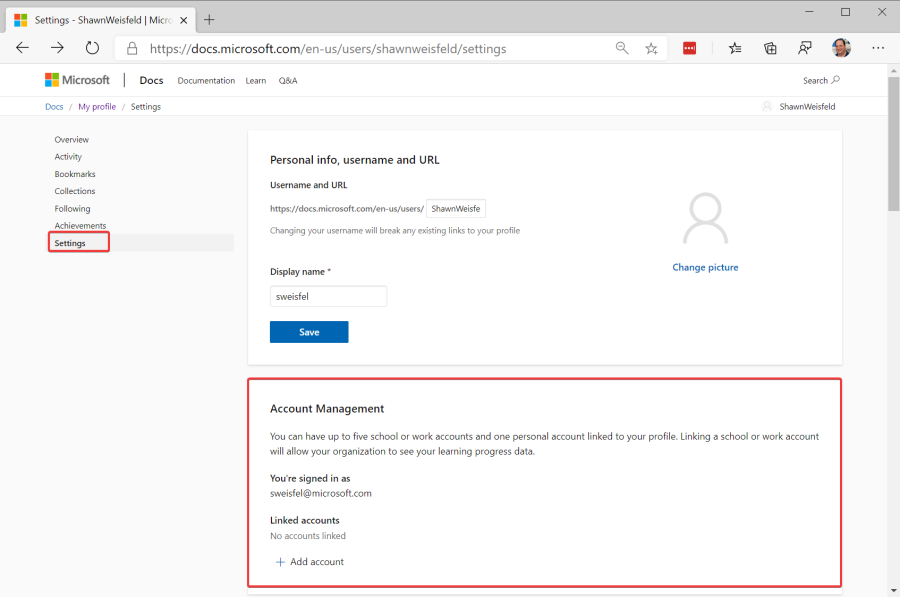 Settings - ShawnWeisfeld | Micro
https://docs.microsoft.com/en-us/users/shawnweisfeld/settings
Microsoft | Docs Documentation Learn Q&A Search
Docs / My profile / Settings ShawnWeisfeld
Overview
Activity
Bookmarks
Collections
Following
Achievements
Settings
Personal info, username and URL
Username and URL
https://docs.microsoft.com/en-us/users/ ShawnWeisfe
Changing your username will break any existing links to your profile
Change picture
Display name *
sweisfel
Save
Account Management
You can have up to five school or work accounts and one personal account linked to your profile. Linking a school or work account
will allow your organization to see your learning progress data.
You're signed in as
sweisfel@microsoft.com
Linked accounts
No accounts linked
+ Add account